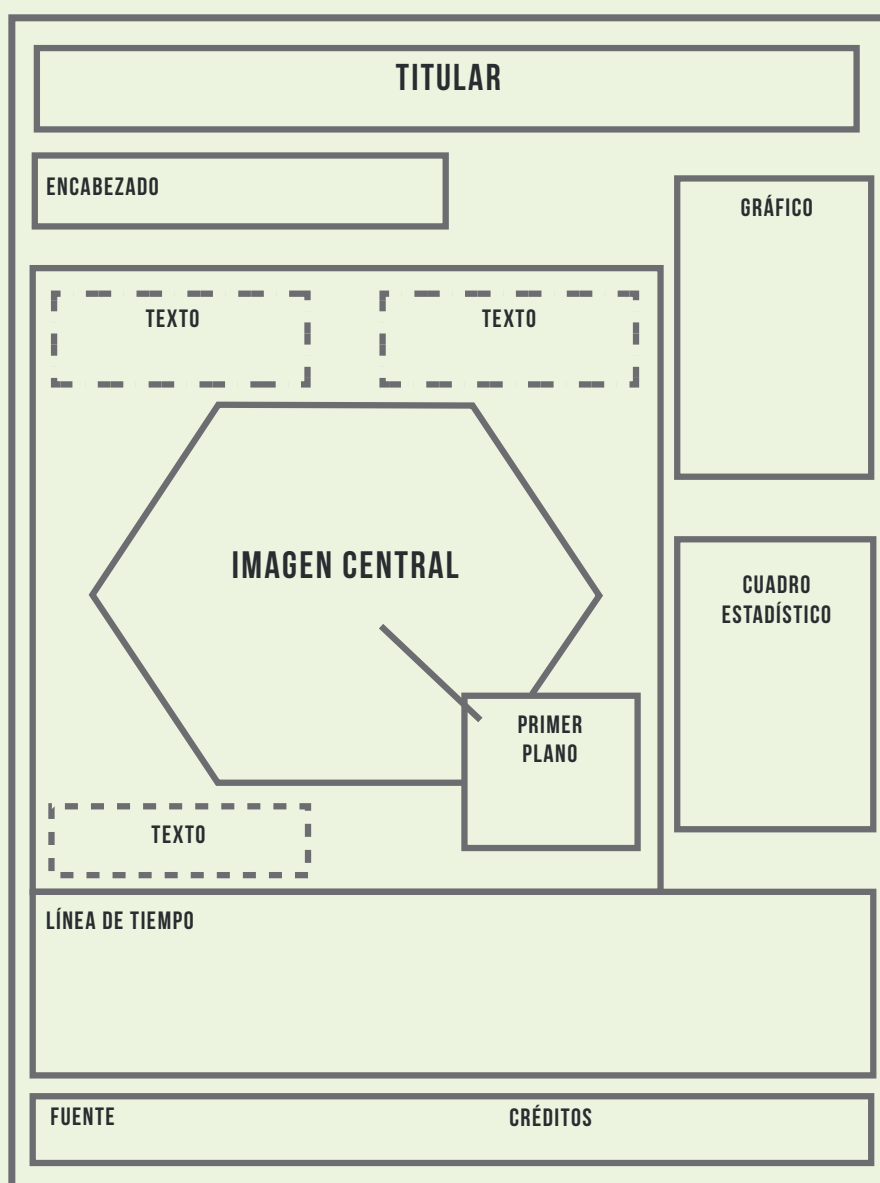 TITULAR
ENCABEZADO
GRÁFICO
TEXTO
TEXTO
IMAGEN CENTRAL
CUADRO
ESTADÍSTICO
PRIMER
PLANO
TEXTO
LÍNEA DE TIEMPO
FUENTE
CRÉDITOS